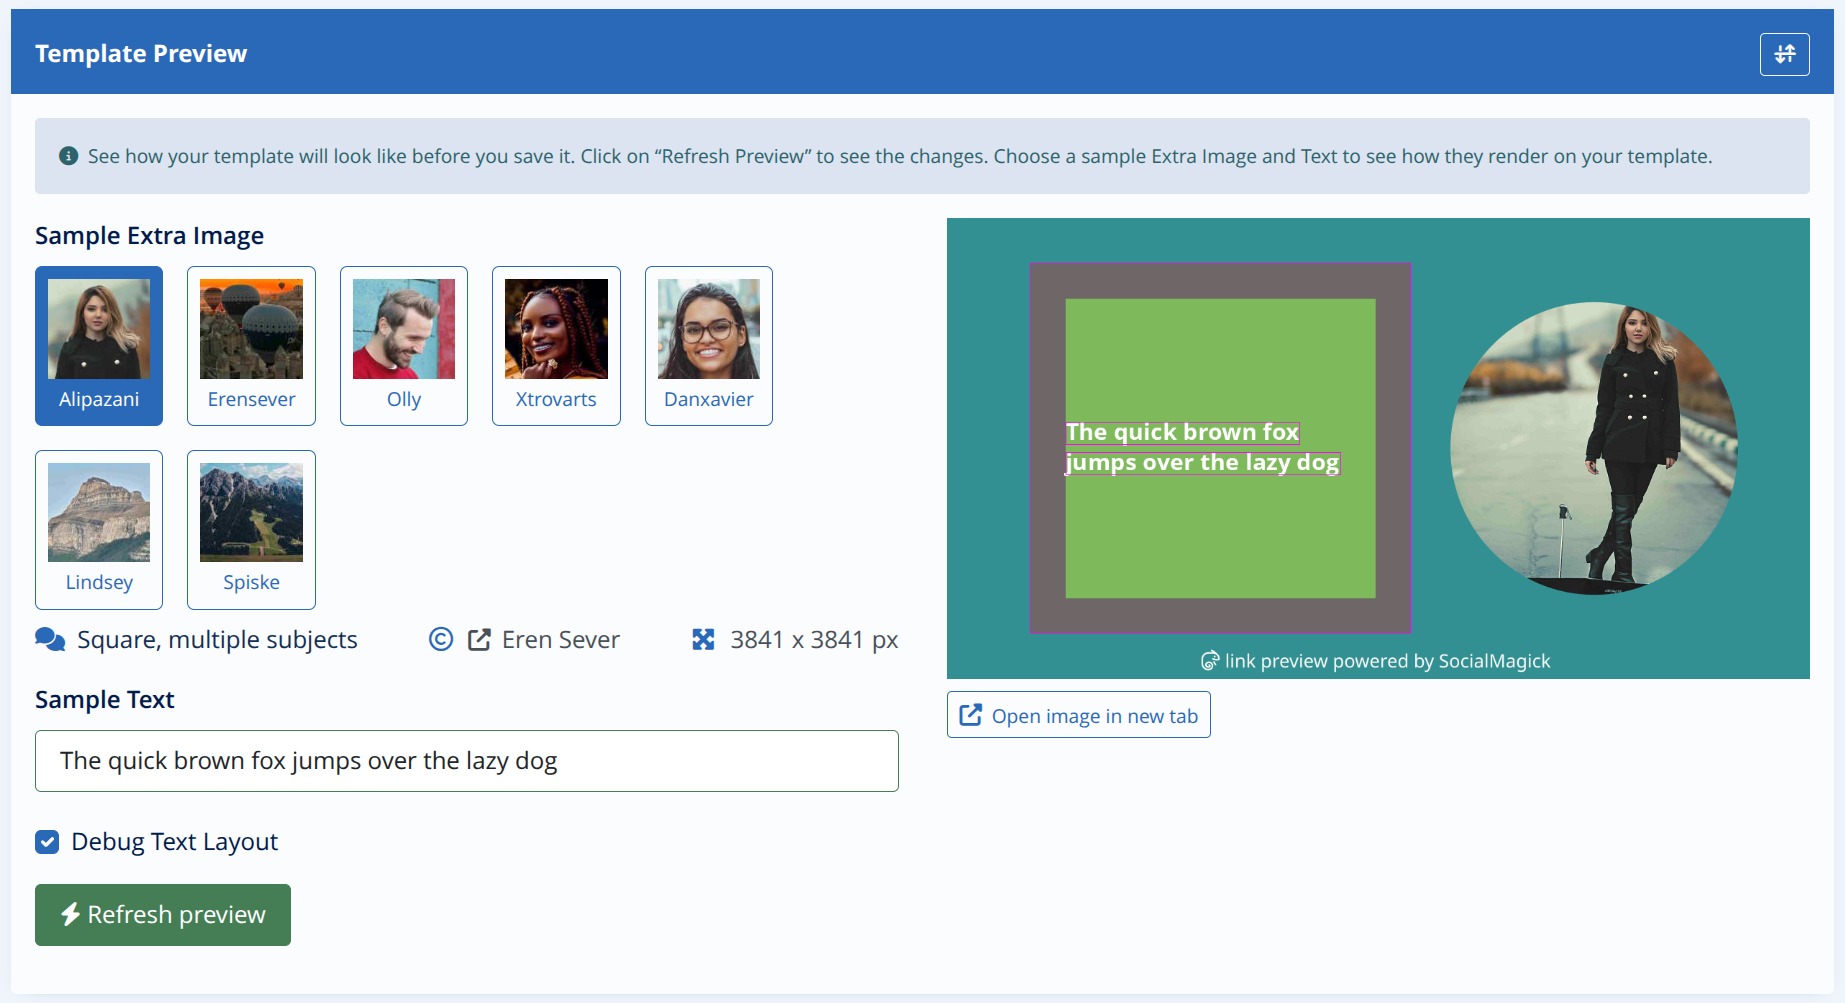 Template Preview
See how your template will look like before you save it. Click on “Refresh Preview” to see the changes. Choose a sample Extra Image and Text to see how they render on your template.
Sample Extra Image
Alipazani
Erensever
Olly
Xtrovarts
Danxavier
Lindsey
Spiske
Square, multiple subjects
Eren Sever
3841 x 3841 px
Sample Text
The quick brown fox jumps over the lazy dog
Debug Text Layout
Refresh preview
The quick brown fox
jumps over the lazy dog
link preview powered by SocialMagick
Open image in new tab